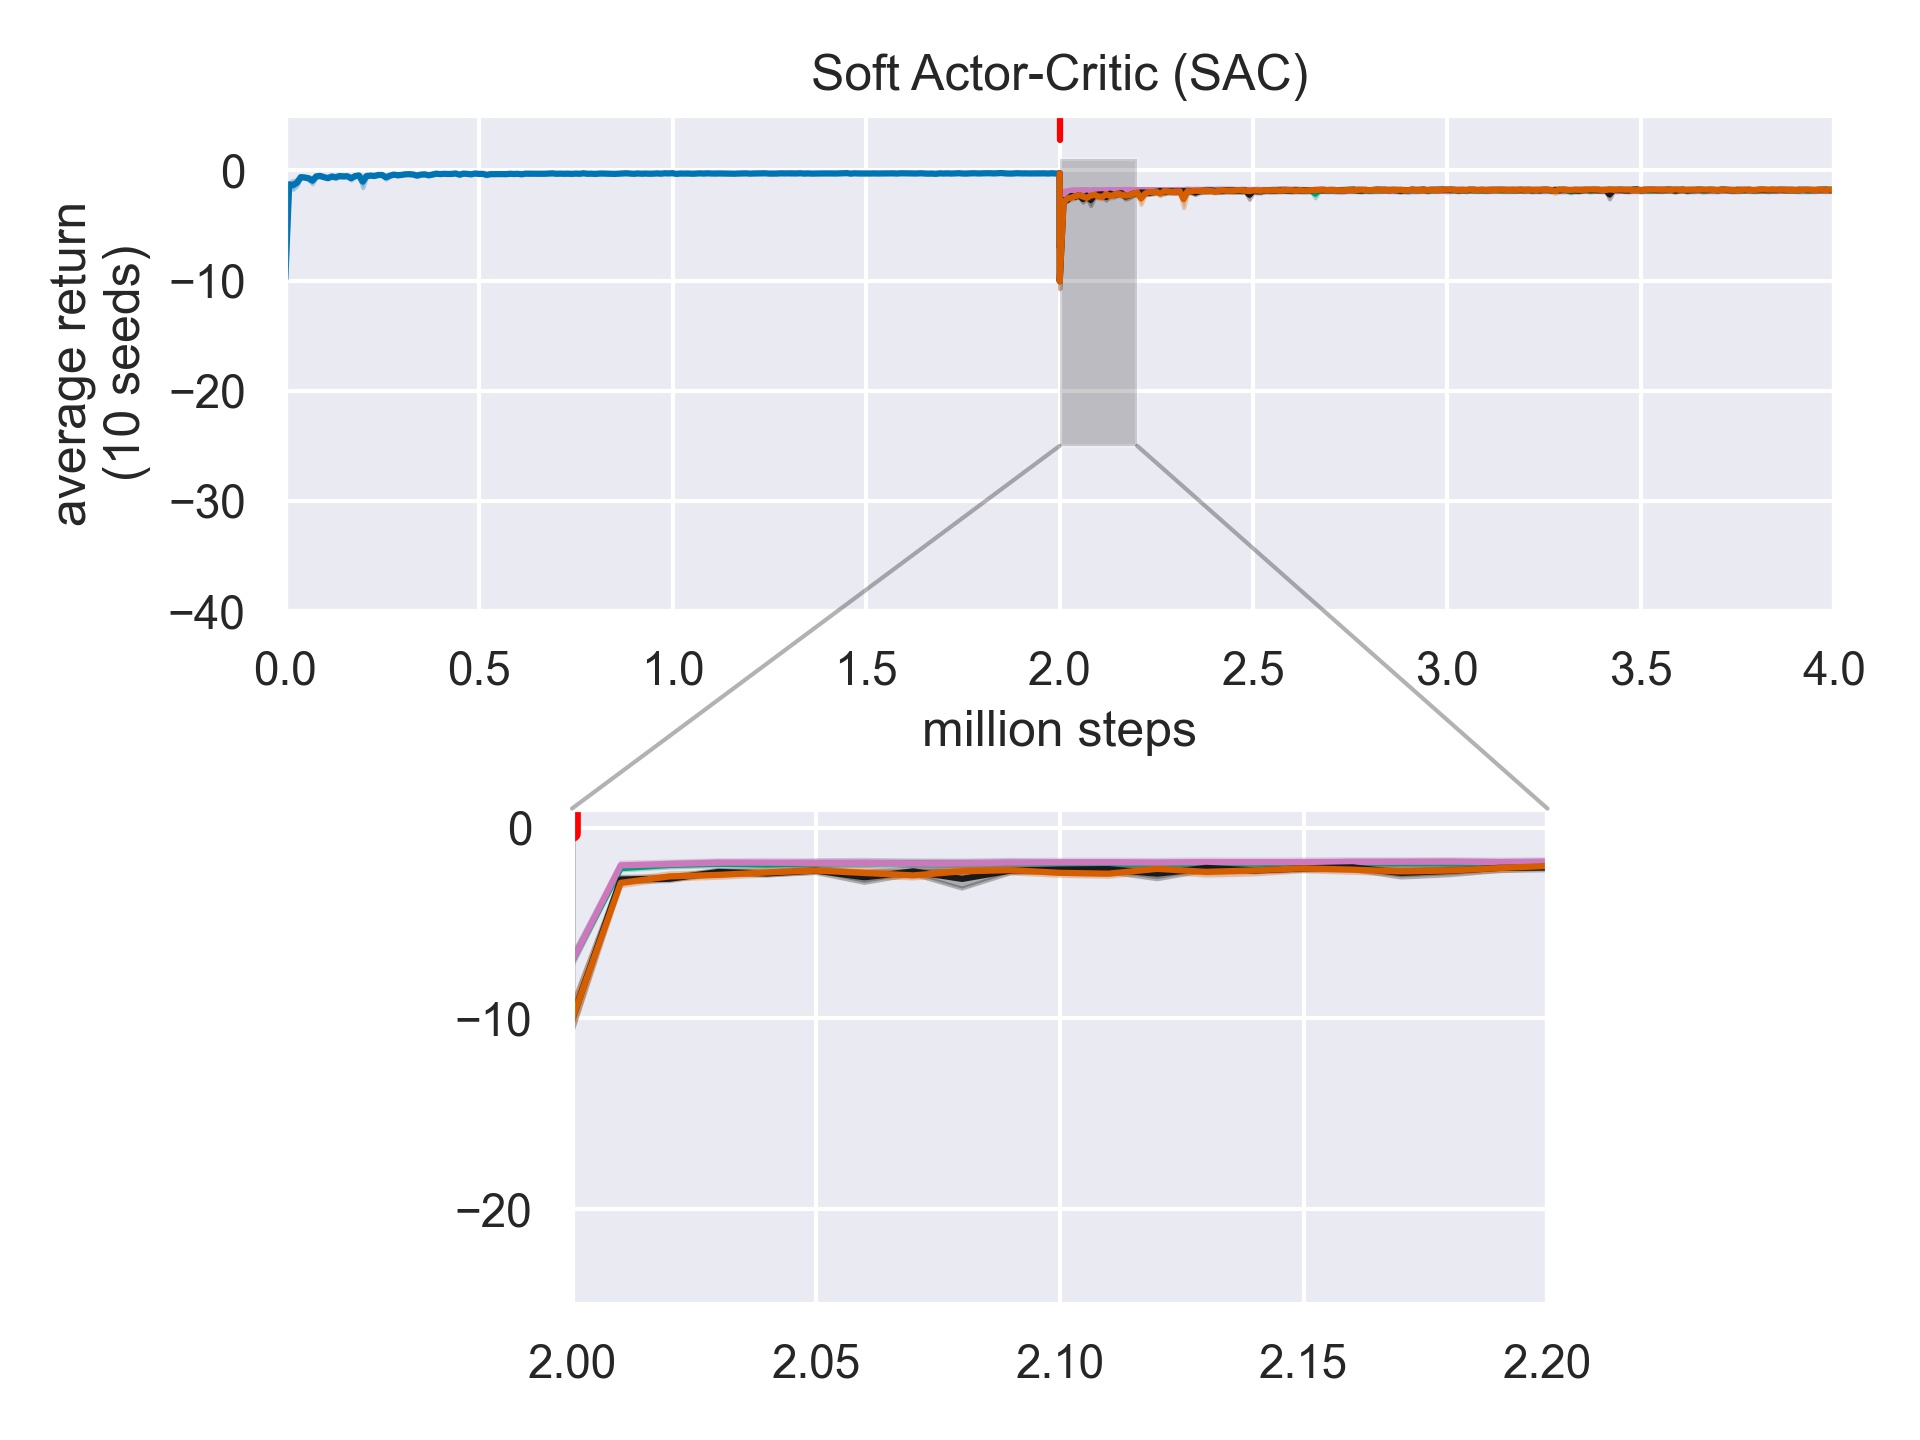 Soft Actor-Critic (SAC)
average return
(10 seeds)
0
−10
−20
−30
−40
0.0 0.5 1.0 1.5 2.0 2.5 3.0 3.5 4.0
million steps
0
−10
−20
2.00 2.05 2.10 2.15 2.20